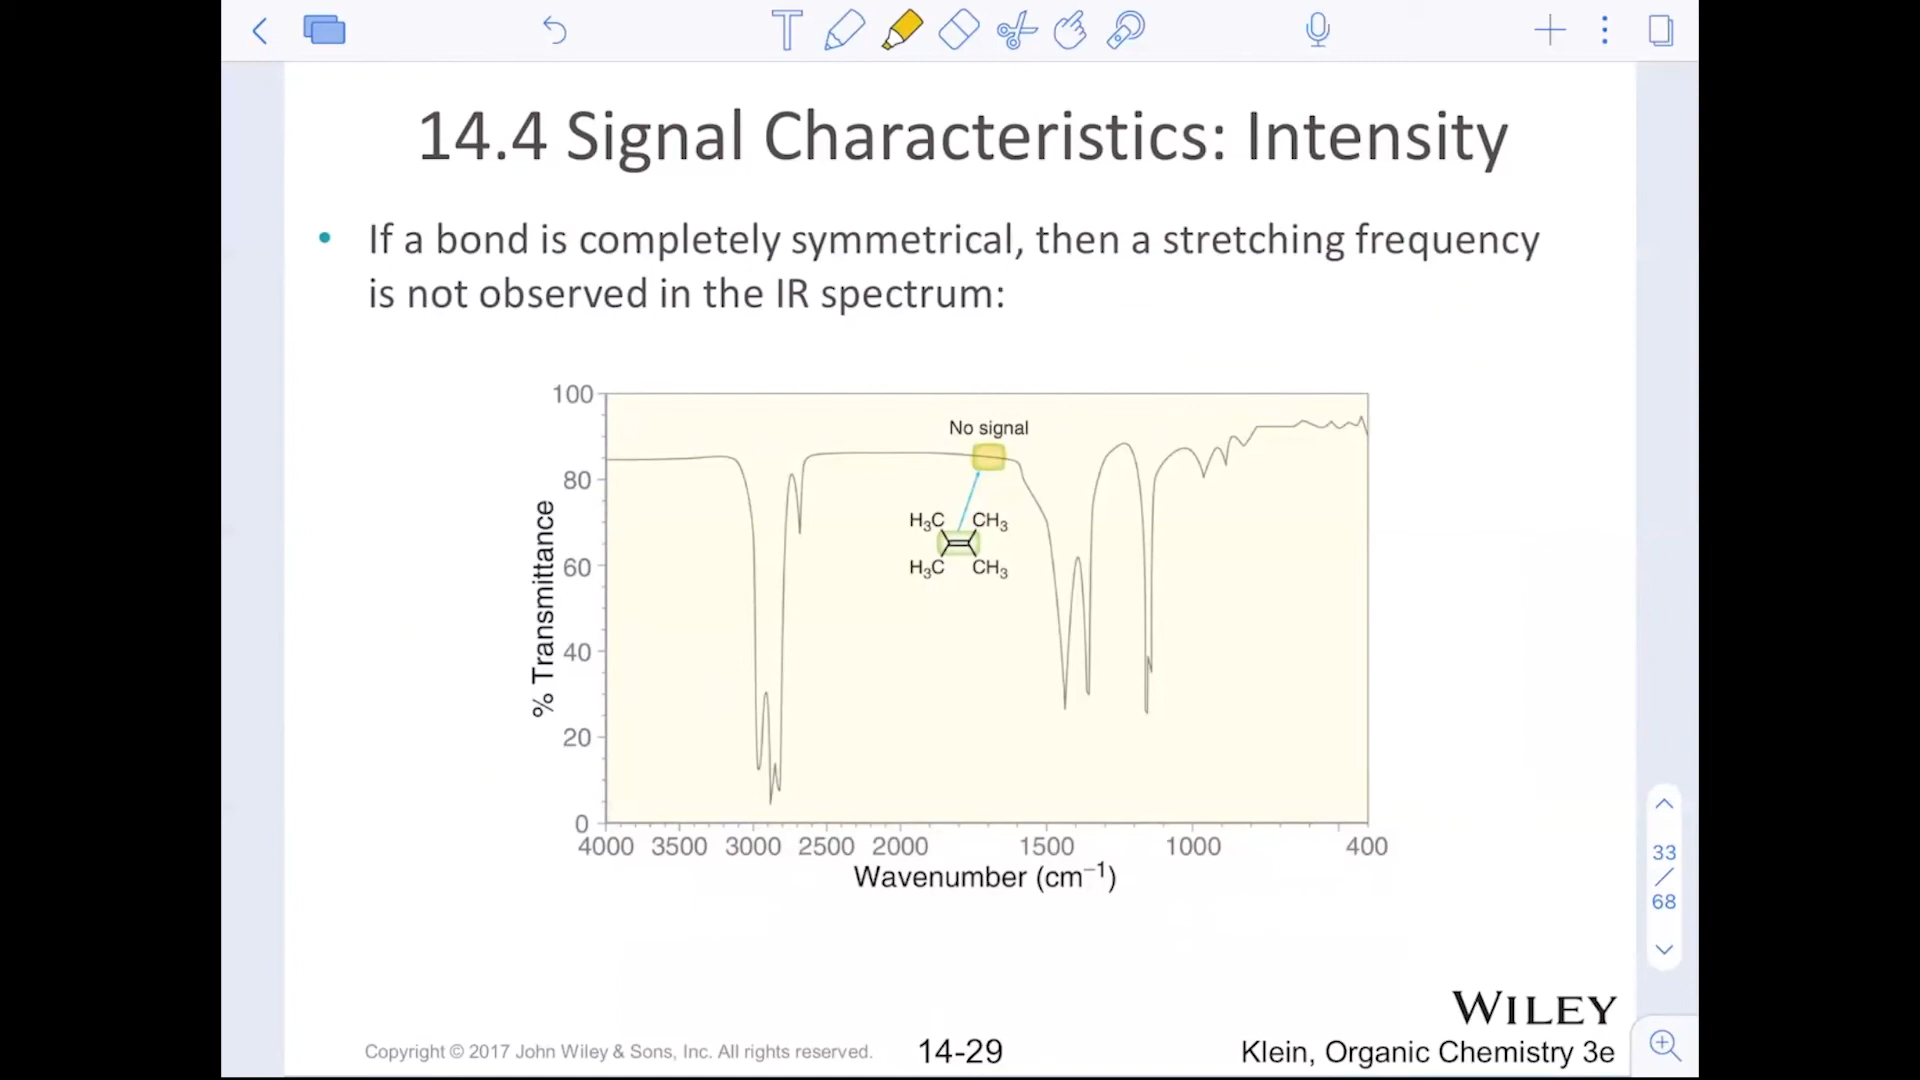 14.4 Signal Characteristics: Intensity
• If a bond is completely symmetrical, then a stretching frequency
is not observed in the IR spectrum:
100
80
60
40
20
0
% Transmittance
No signal
H₃C CH₃
H₃C CH₃
4000 3500 3000 2500 2000 1500 1000 400
Wavenumber (cm⁻¹)
33
/
68
WILEY
Copyright © 2017 John Wiley & Sons, Inc. All rights reserved.
14-29
Klein, Organic Chemistry 3e